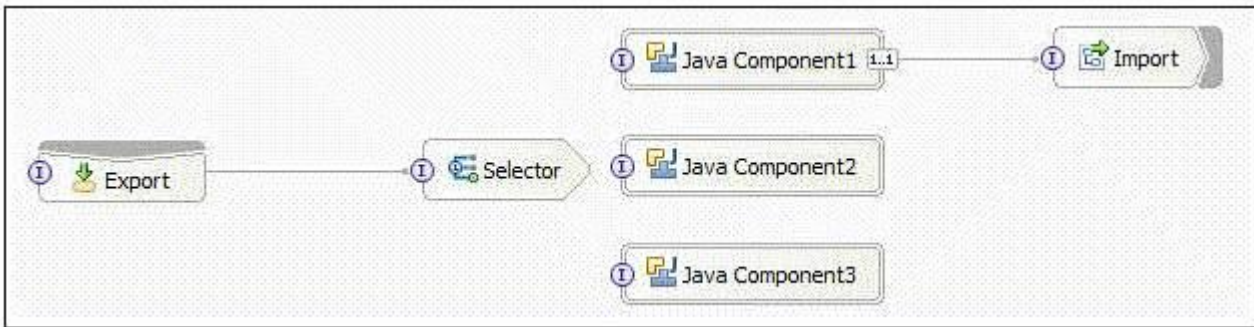 I Java Component1 1..1 I Import
I Export I Selector I Java Component2
I Java Component3